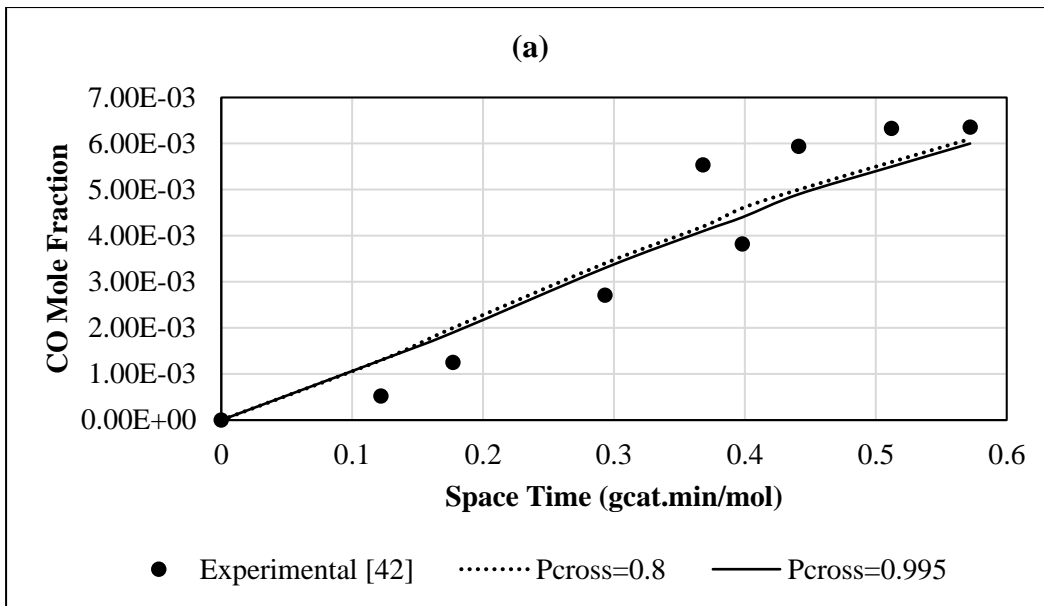 (a)
7.00E-03
6.00E-03
5.00E-03
4.00E-03
3.00E-03
2.00E-03
1.00E-03
0.00E+00
CO Mole Fraction
0 0.1 0.2 0.3 0.4 0.5 0.6
Space Time (gcat.min/mol)
Experimental [42] Pcross=0.8 Pcross=0.995